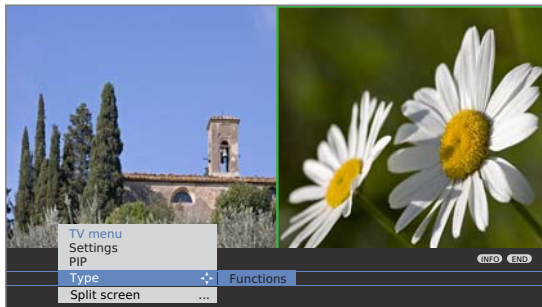 TV menu
Settings
PIP
Type Functions
Split screen ...
INFO END